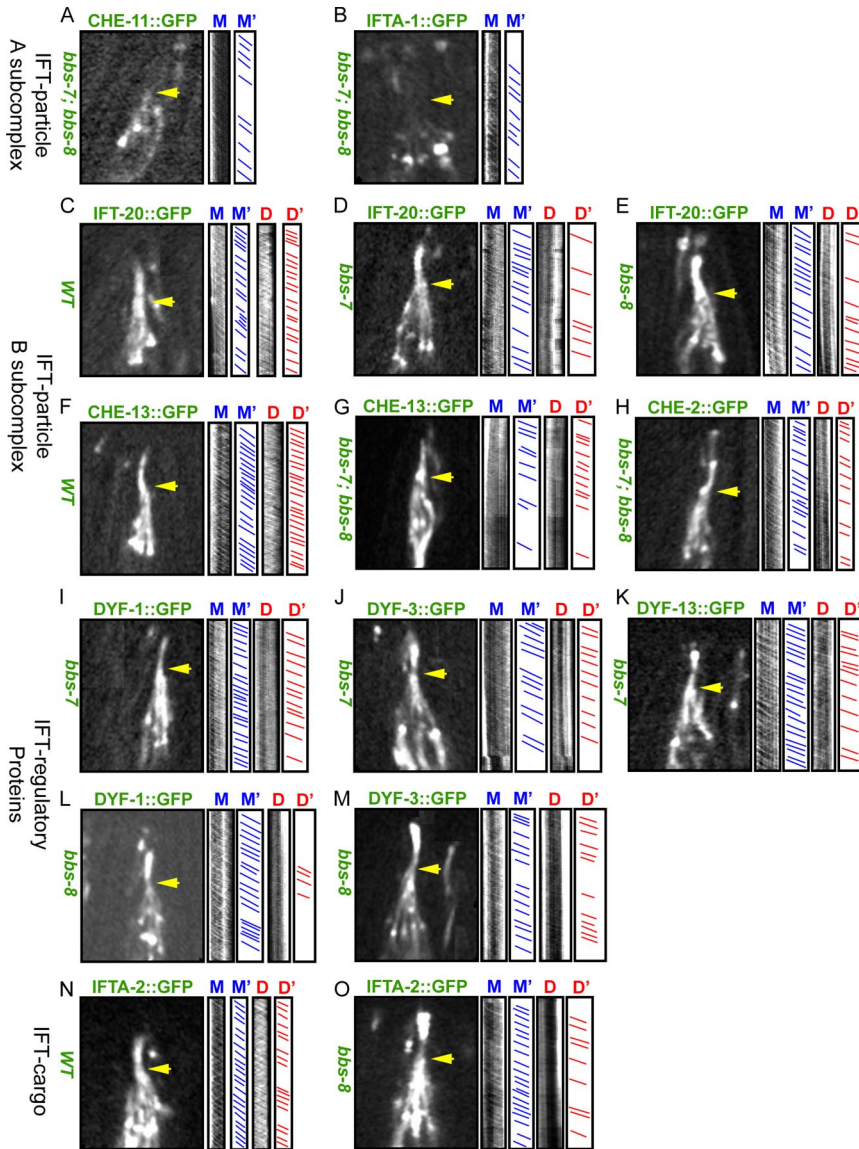 A CHE-11::GFP M M’
B IFTA-1::GFP M M’
IFT-particle
A subcomplex
bbs-7; bbs-8
bbs-7; bbs-8
C IFT-20::GFP M M’ D D’
D IFT-20::GFP M M’ D D’
E IFT-20::GFP M M’ D D’
WT
bbs-7
bbs-8
IFT-particle
B subcomplex
F CHE-13::GFP M M’ D D’
G CHE-13::GFP M M’ D D’
H CHE-2::GFP M M’ D D’
WT
bbs-7; bbs-8
bbs-7; bbs-8
I DYF-1::GFP M M’ D D’
J DYF-3::GFP M M’ D D’
K DYF-13::GFP M M’ D D’
bbs-7
bbs-7
bbs-7
IFT-regulatory
Proteins
L DYF-1::GFP M M’ D D’
M DYF-3::GFP M M’ D D’
bbs-8
bbs-8
N IFTA-2::GFP M M’ D D’
O IFTA-2::GFP M M’ D D’
IFT-cargo
WT
bbs-8